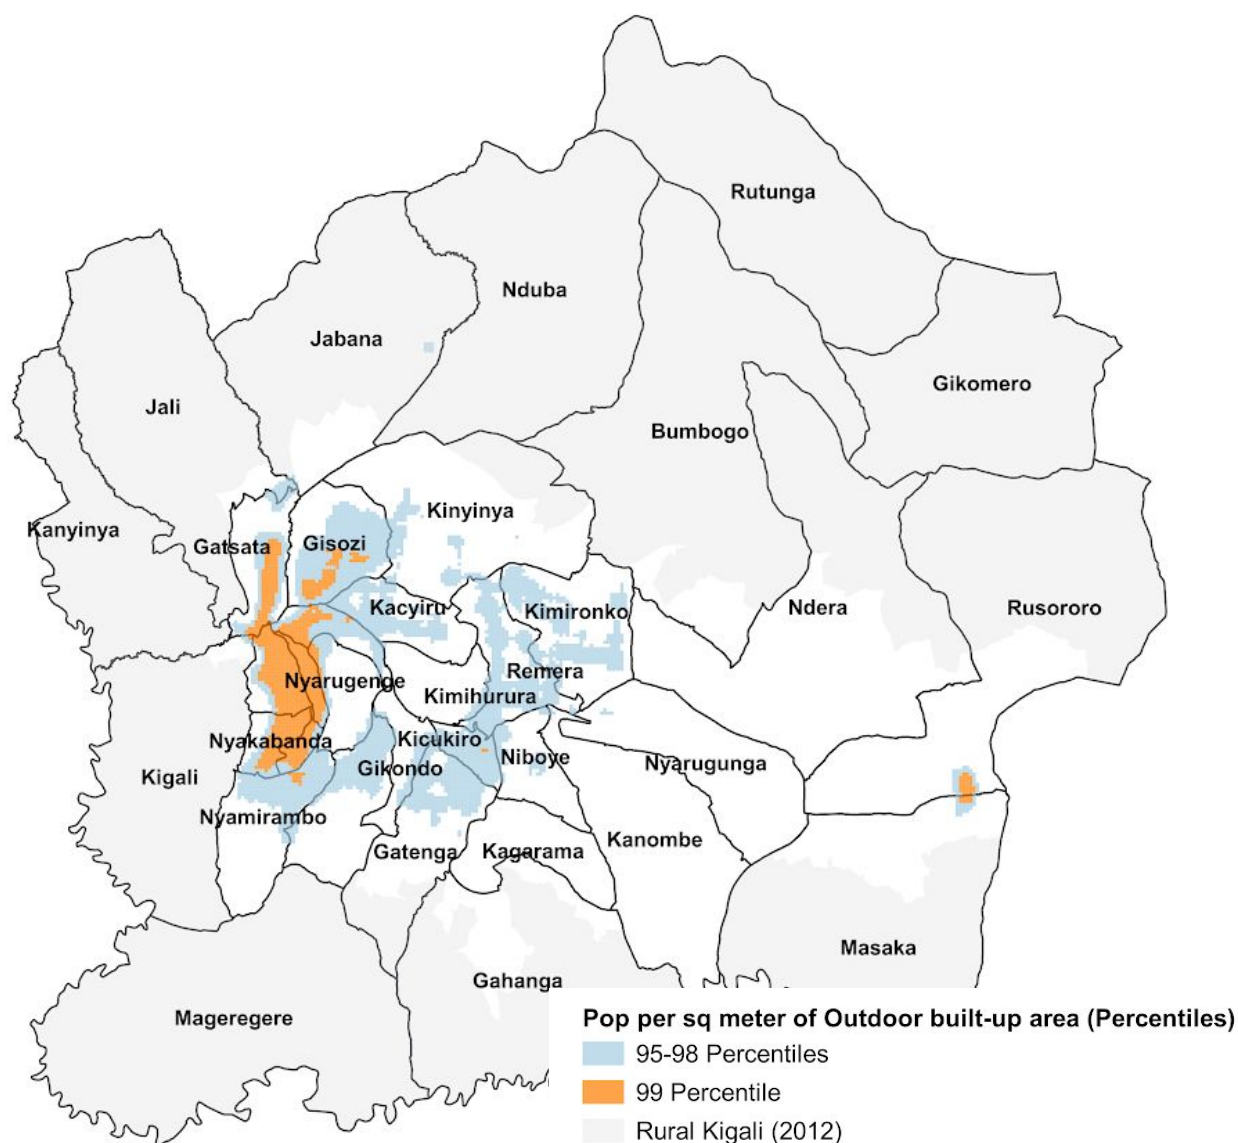 Rutunga
Nduba
Jabana
Gikomero
Jali
Bumbogo
Kinyinya
Kanyinya
Gatsata
Gisozi
Kacyiru
Kimironko
Ndera
Rusororo
Remera
Nyarugenge
Kimihurura
Nyakabanda
Kicukiro
Niboye
Nyarugunga
Gikondo
Kigali
Nyamirambo
Kanombe
Gatenga
Kagarama
Masaka
Gahanga
Mageregere
Pop per sq meter of Outdoor built-up area (Percentiles)
95-98 Percentiles
99 Percentile
Rural Kigali (2012)